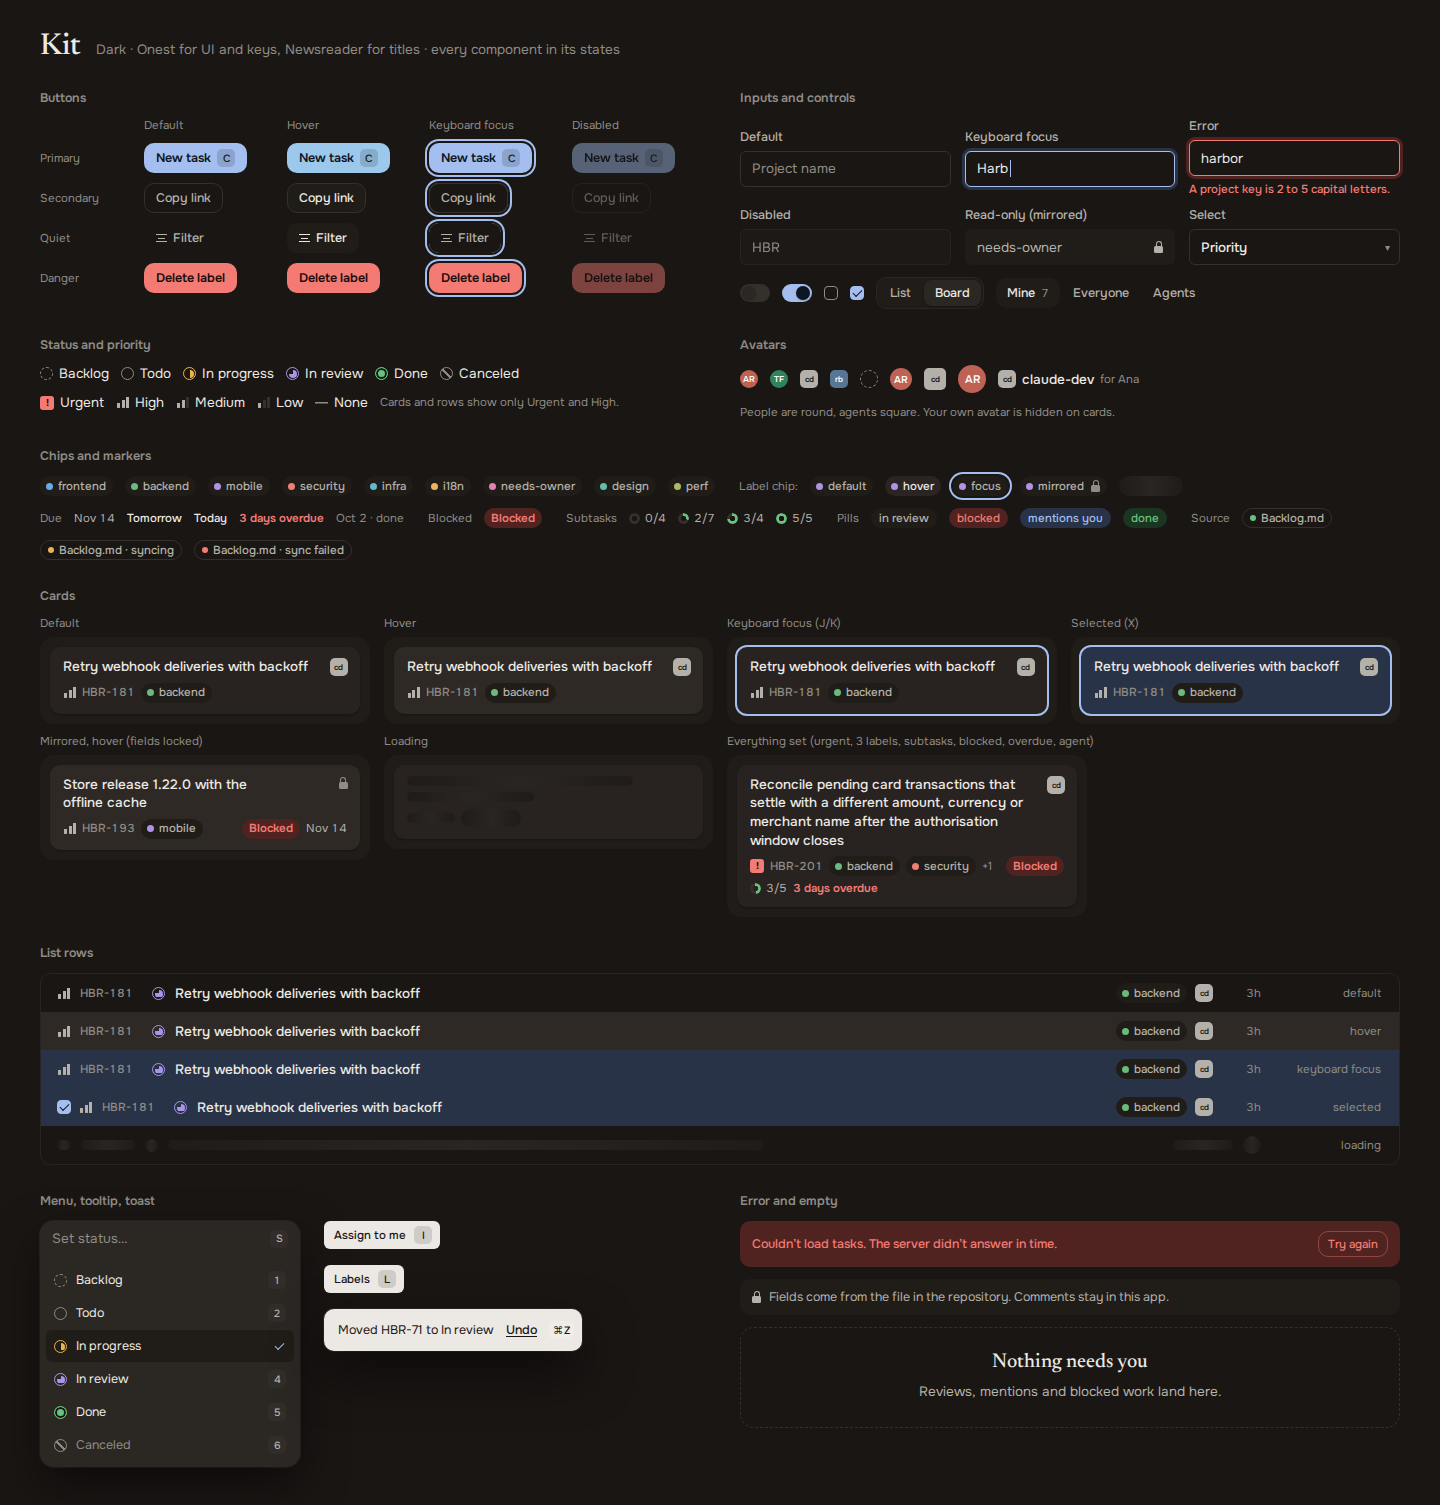 Kit Dark · Onest for UI and keys, Newsreader for titles · every component in its states
Buttons
Default Hover Keyboard focus Disabled
Primary New task C New task C New task C New task C
Secondary Copy link Copy link Copy link Copy link
Quiet Filter Filter Filter Filter
Danger Delete label Delete label Delete label Delete label
Inputs and controls
Default Keyboard focus Error
Project name Harb harbor
A project key is 2 to 5 capital letters.
Disabled Read-only (mirrored) Select
HBR needs-owner Priority
List Board Mine 7 Everyone Agents
Status and priority
Backlog Todo In progress In review Done Canceled
! Urgent High Medium Low None Cards and rows show only Urgent and High.
Avatars
AR TF cd rb AR cd AR cd claude-dev for Ana
People are round, agents square. Your own avatar is hidden on cards.
Chips and markers
frontend backend mobile security infra i18n needs-owner design perf Label chip: default hover focus mirrored
Due Nov 14 Tomorrow Today 3 days overdue Oct 2 · done Blocked Blocked Subtasks 0/4 2/7 3/4 5/5 Pills in review blocked mentions you done Source Backlog.md
Backlog.md · syncing Backlog.md · sync failed
Cards
Default Hover Keyboard focus (J/K) Selected (X)
Retry webhook deliveries with backoff cd Retry webhook deliveries with backoff cd Retry webhook deliveries with backoff cd Retry webhook deliveries with backoff cd
HBR-181 backend HBR-181 backend HBR-181 backend HBR-181 backend
Mirrored, hover (fields locked) Loading Everything set (urgent, 3 labels, subtasks, blocked, overdue, agent)
Store release 1.22.0 with the
offline cache
HBR-193 mobile Blocked Nov 14
Reconcile pending card transactions that cd
settle with a different amount, currency or
merchant name after the authorisation
window closes
! HBR-201 backend security +1 Blocked
3/5 3 days overdue
List rows
HBR-181 Retry webhook deliveries with backoff backend cd 3h default
HBR-181 Retry webhook deliveries with backoff backend cd 3h hover
HBR-181 Retry webhook deliveries with backoff backend cd 3h keyboard focus
HBR-181 Retry webhook deliveries with backoff backend cd 3h selected
loading
Menu, tooltip, toast
Set status... S
Backlog 1
Todo 2
In progress
In review 4
Done 5
Canceled 6
Assign to me I
Labels L
Moved HBR-71 to In review Undo ⌘Z
Error and empty
Couldn't load tasks. The server didn't answer in time. Try again
Fields come from the file in the repository. Comments stay in this app.
Nothing needs you
Reviews, mentions and blocked work land here.